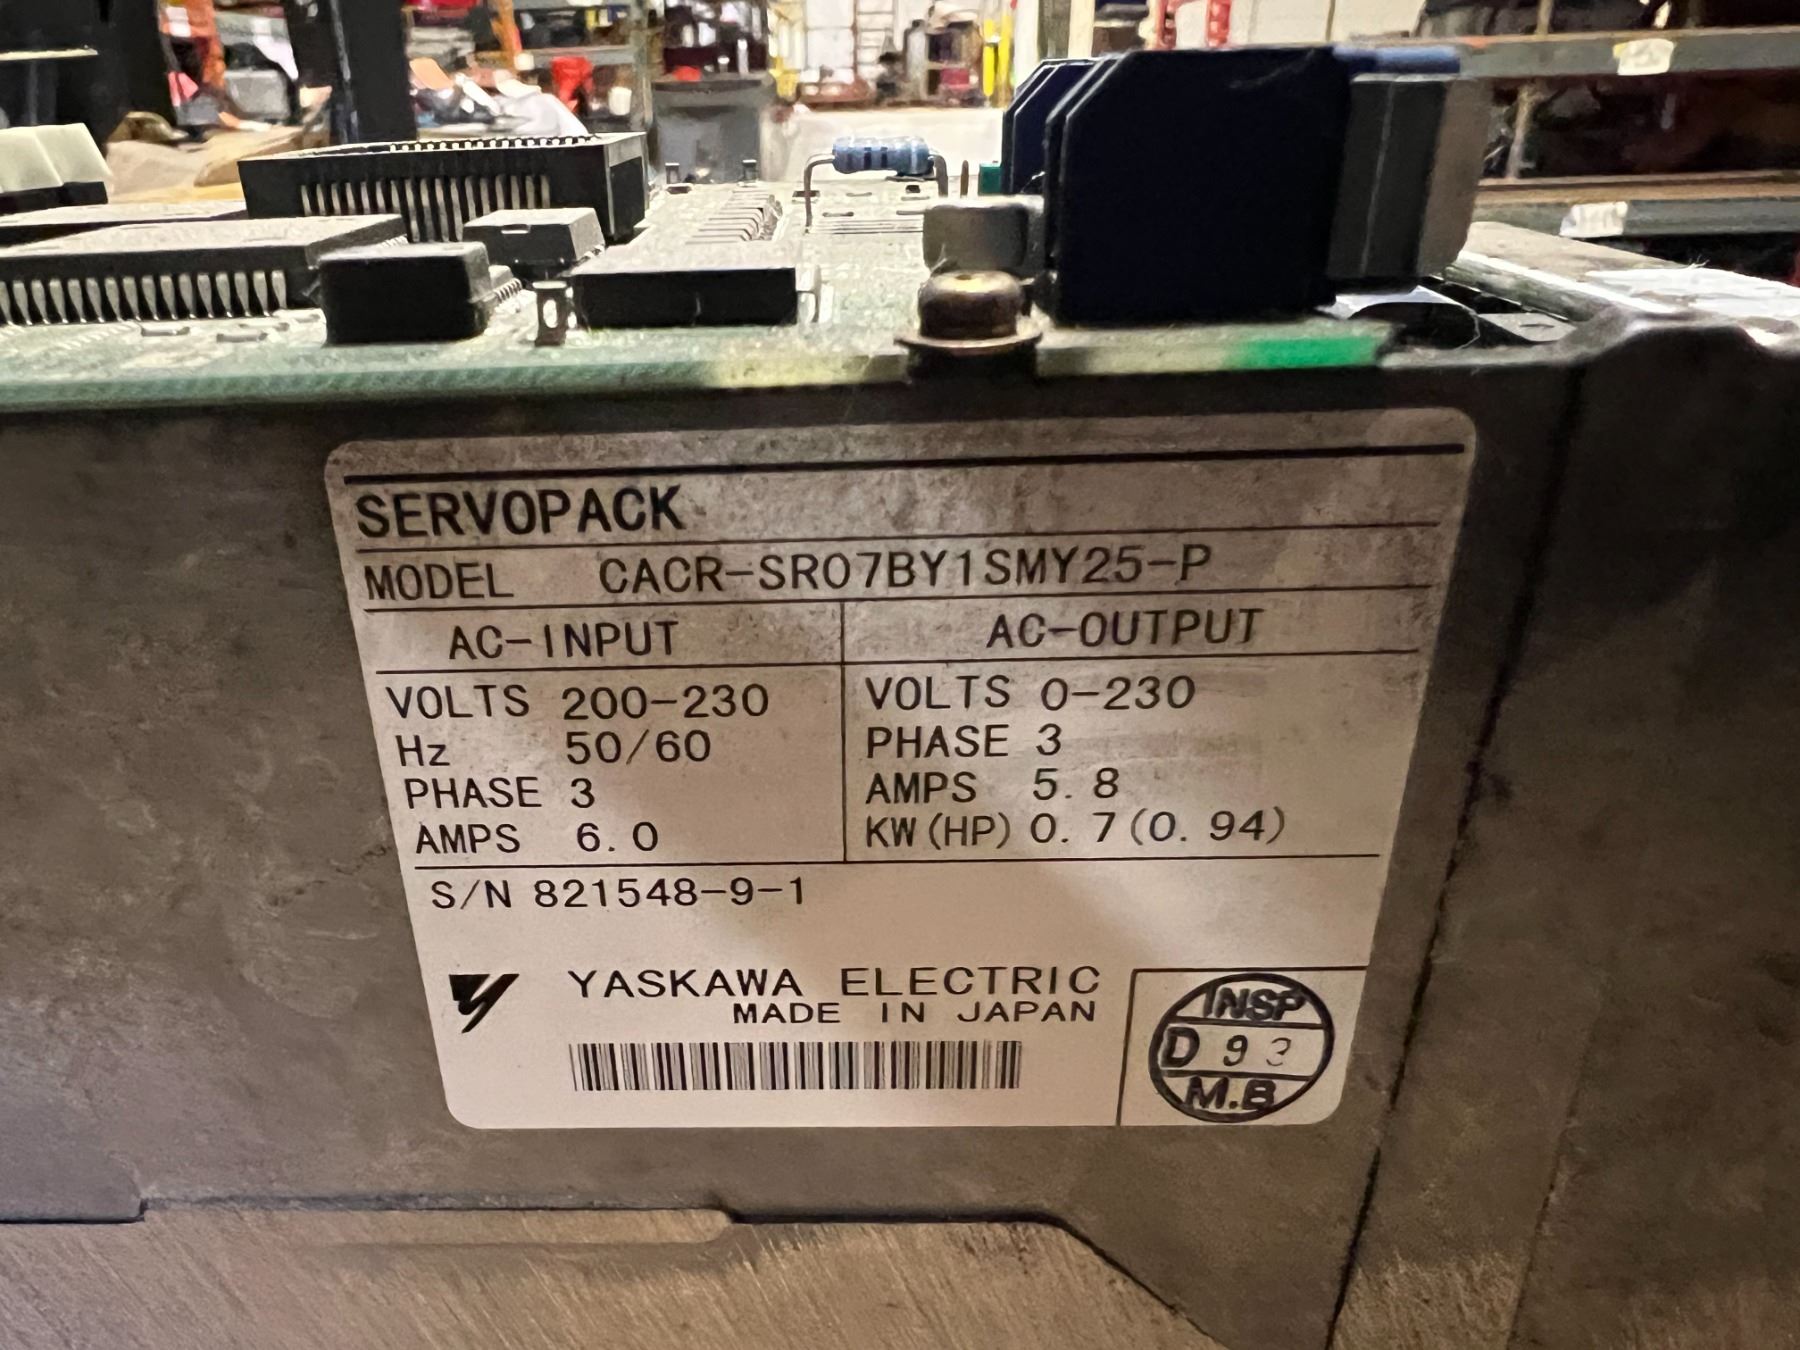 SERVOPACK
MODEL CACR-SR07BY1SMY25-P
AC-INPUT AC-OUTPUT
VOLTS 200-230 VOLTS 0-230
Hz 50/60 PHASE 3
PHASE 3 AMPS 5.8
AMPS 6.0 KW(HP) 0.7(0.94)
S/N 821548-9-1
YASKAWA ELECTRIC
MADE IN JAPAN
INSP
D 93
M.B